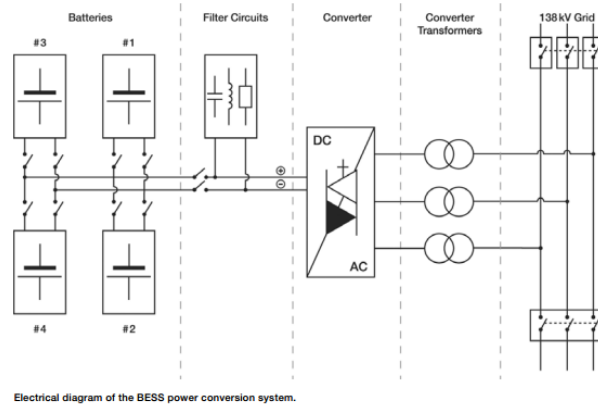 Batteries
Filter Circuits
Converter
Converter
Transformers
138 kV Grid
#3
#1
DC
AC
#4
#2
Electrical diagram of the BESS power conversion system.